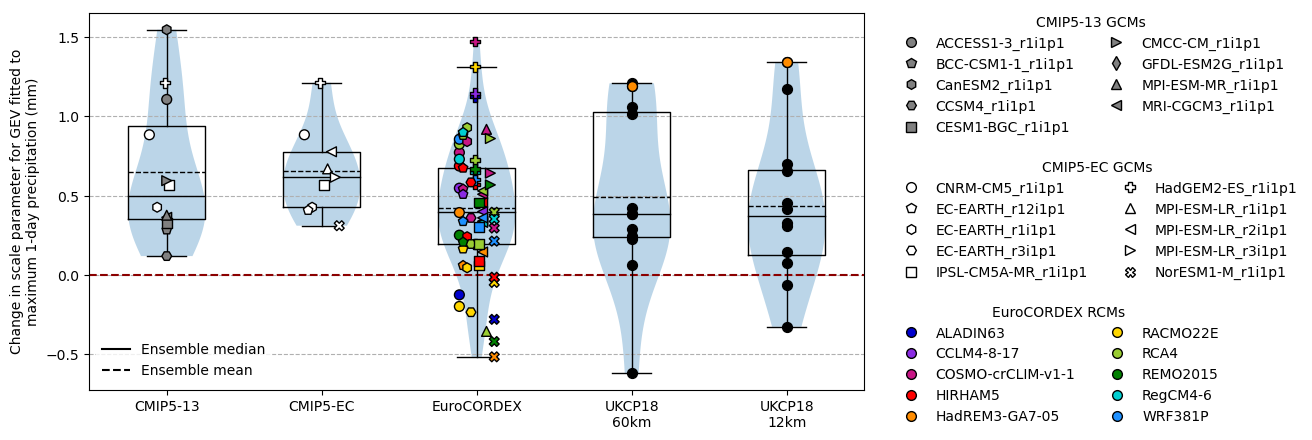 Change in scale parameter for GEV fitted to
maximum 1-day precipitation (mm)
1.5
1.0
0.5
0.0
−0.5
Ensemble median
Ensemble mean
CMIP5-13
CMIP5-EC
EuroCORDEX
UKCP18
60km
UKCP18
12km
CMIP5-13 GCMs
ACCESS1-3_r1i1p1
BCC-CSM1-1_r1i1p1
CanESM2_r1i1p1
CCSM4_r1i1p1
CESM1-BGC_r1i1p1
CMCC-CM_r1i1p1
GFDL-ESM2G_r1i1p1
MPI-ESM-MR_r1i1p1
MRI-CGCM3_r1i1p1
CMIP5-EC GCMs
CNRM-CM5_r1i1p1
EC-EARTH_r12i1p1
EC-EARTH_r1i1p1
EC-EARTH_r3i1p1
IPSL-CM5A-MR_r1i1p1
HadGEM2-ES_r1i1p1
MPI-ESM-LR_r1i1p1
MPI-ESM-LR_r2i1p1
MPI-ESM-LR_r3i1p1
NorESM1-M_r1i1p1
EuroCORDEX RCMs
ALADIN63
CCLM4-8-17
COSMO-crCLIM-v1-1
HIRHAM5
HadREM3-GA7-05
RACMO22E
RCA4
REMO2015
RegCM4-6
WRF381P